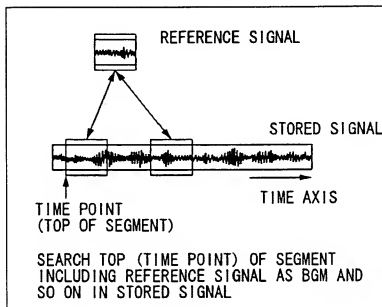 REFERENCE SIGNAL
STORED SIGNAL
TIME AXIS
TIME POINT
(TOP OF SEGMENT)
SEARCH TOP (TIME POINT) OF SEGMENT
INCLUDING REFERENCE SIGNAL AS BGM AND
SO ON IN STORED SIGNAL